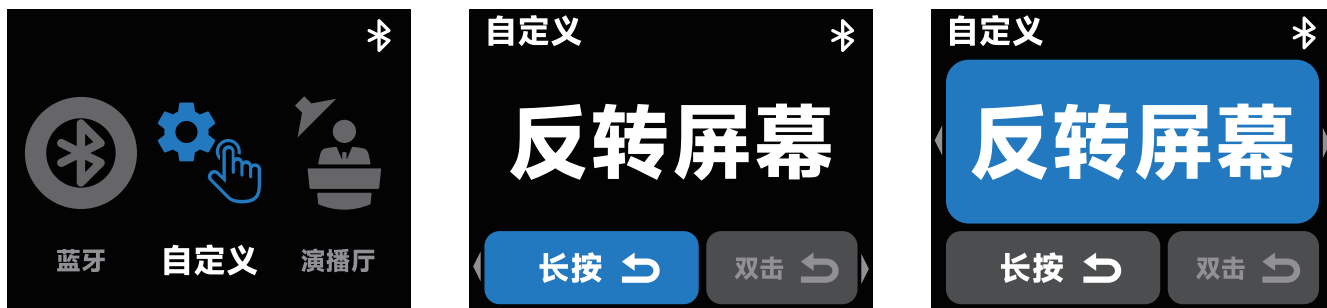 蓝牙 自定义 演播厅
自定义
反转屏幕
长按 双击
自定义
反转屏幕
长按 双击